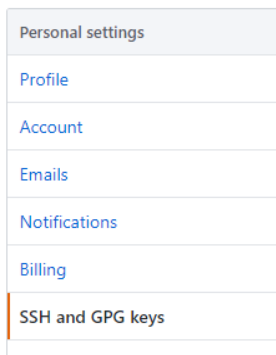 Personal settings
Profile
Account
Emails
Notifications
Billing
SSH and GPG keys